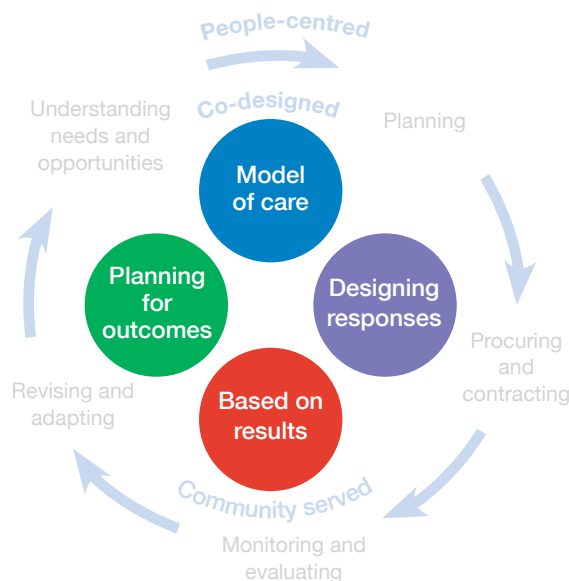 People-centred
Co-designed
Understanding
needs and
opportunities
Planning
Model
of care
Planning
for
outcomes
Designing
responses
Procuring
and
contracting
Revising and
adapting
Based on
results
Community served
Monitoring and
evaluating